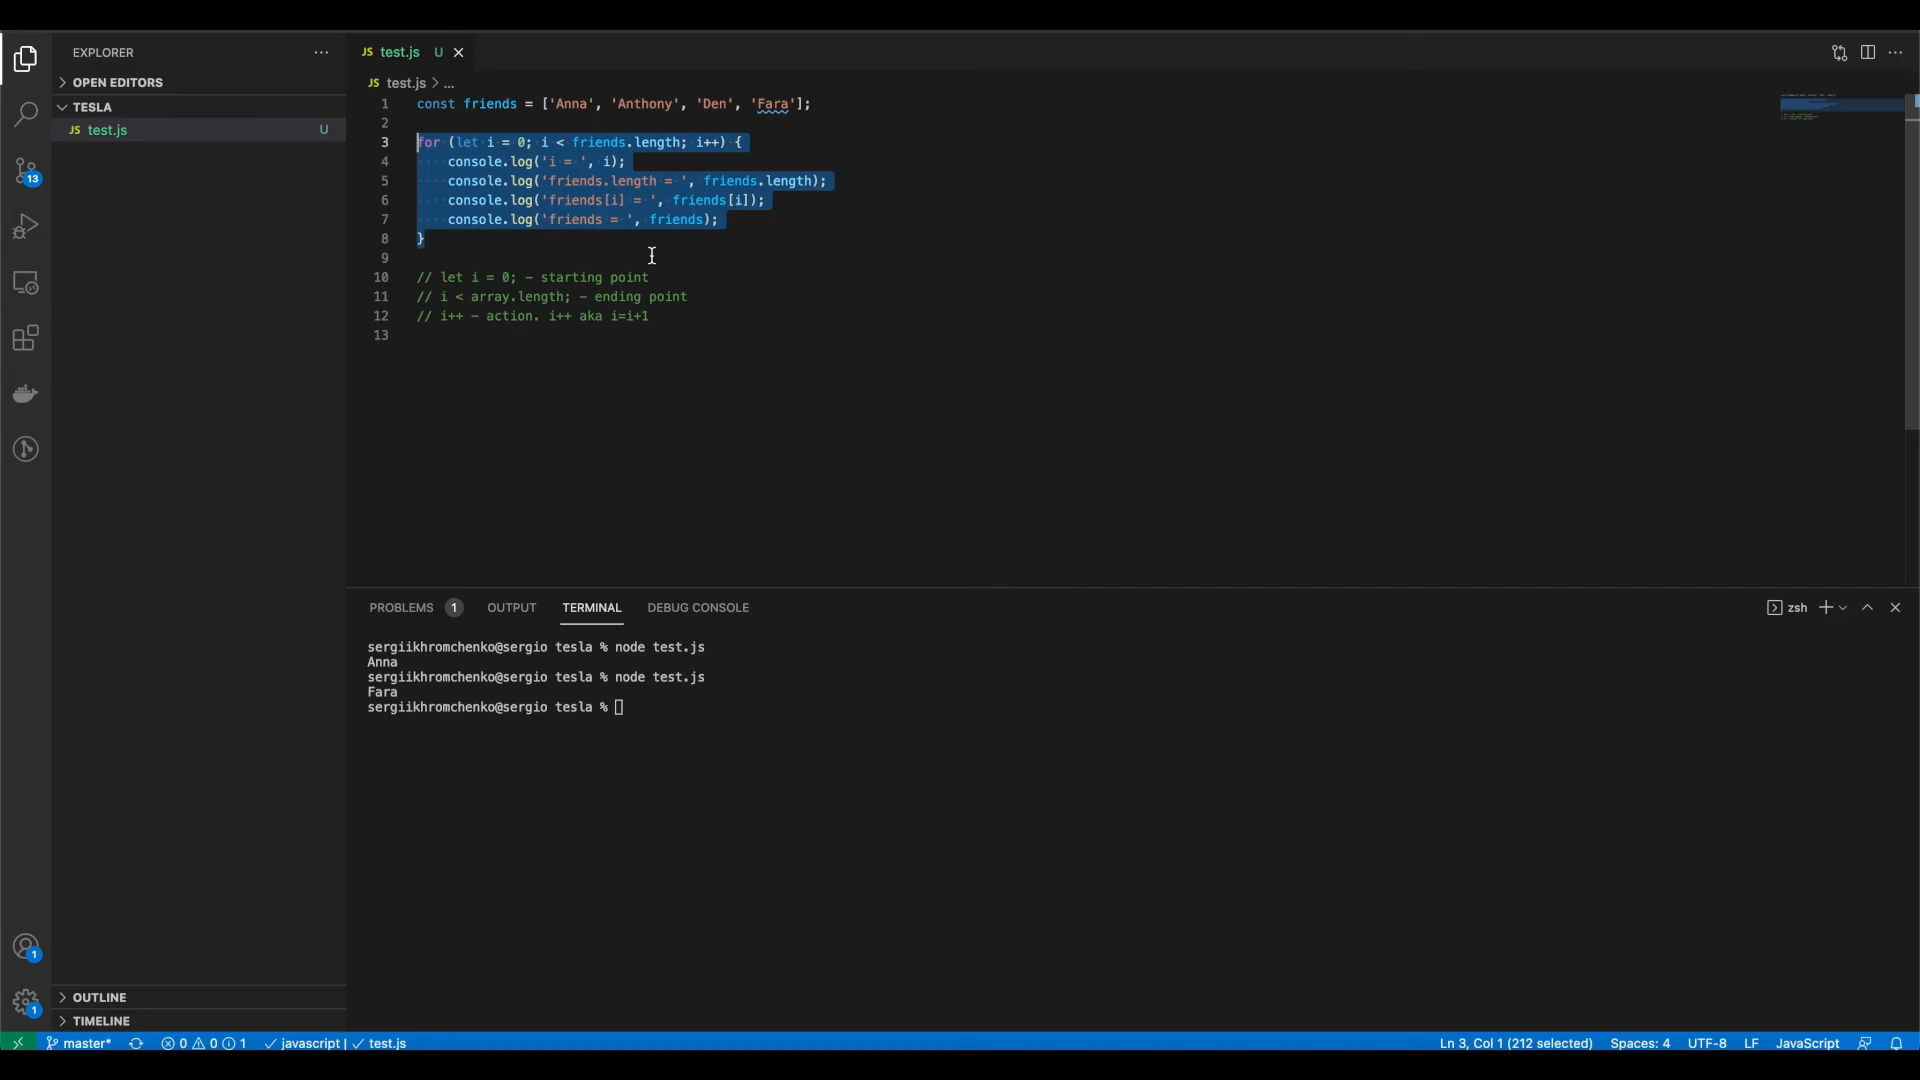 EXPLORER
JS test.js U
OPEN EDITORS
TESLA
JS test.js U
JS test.js > ...
1 const friends = ['Anna', 'Anthony', 'Den', 'Fara'];
2
3 for (let i = 0; i < friends.length; i++) {
4 console.log('i = ', i);
5 console.log('friends.length = ', friends.length);
6 console.log('friends[i] = ', friends[i]);
7 console.log('friends = ', friends);
8 }
9
10 // let i = 0; - starting point
11 // i < array.length; - ending point
12 // i++ - action. i++ aka i=i+1
13
13
PROBLEMS 1 OUTPUT TERMINAL DEBUG CONSOLE zsh
sergiikhromchenko@sergio tesla % node test.js
Anna
sergiikhromchenko@sergio tesla % node test.js
Fara
sergiikhromchenko@sergio tesla %
1
OUTLINE
1
TIMELINE
master* 0 0 1 javascript | test.js Ln 3, Col 1 (212 selected) Spaces: 4 UTF-8 LF JavaScript